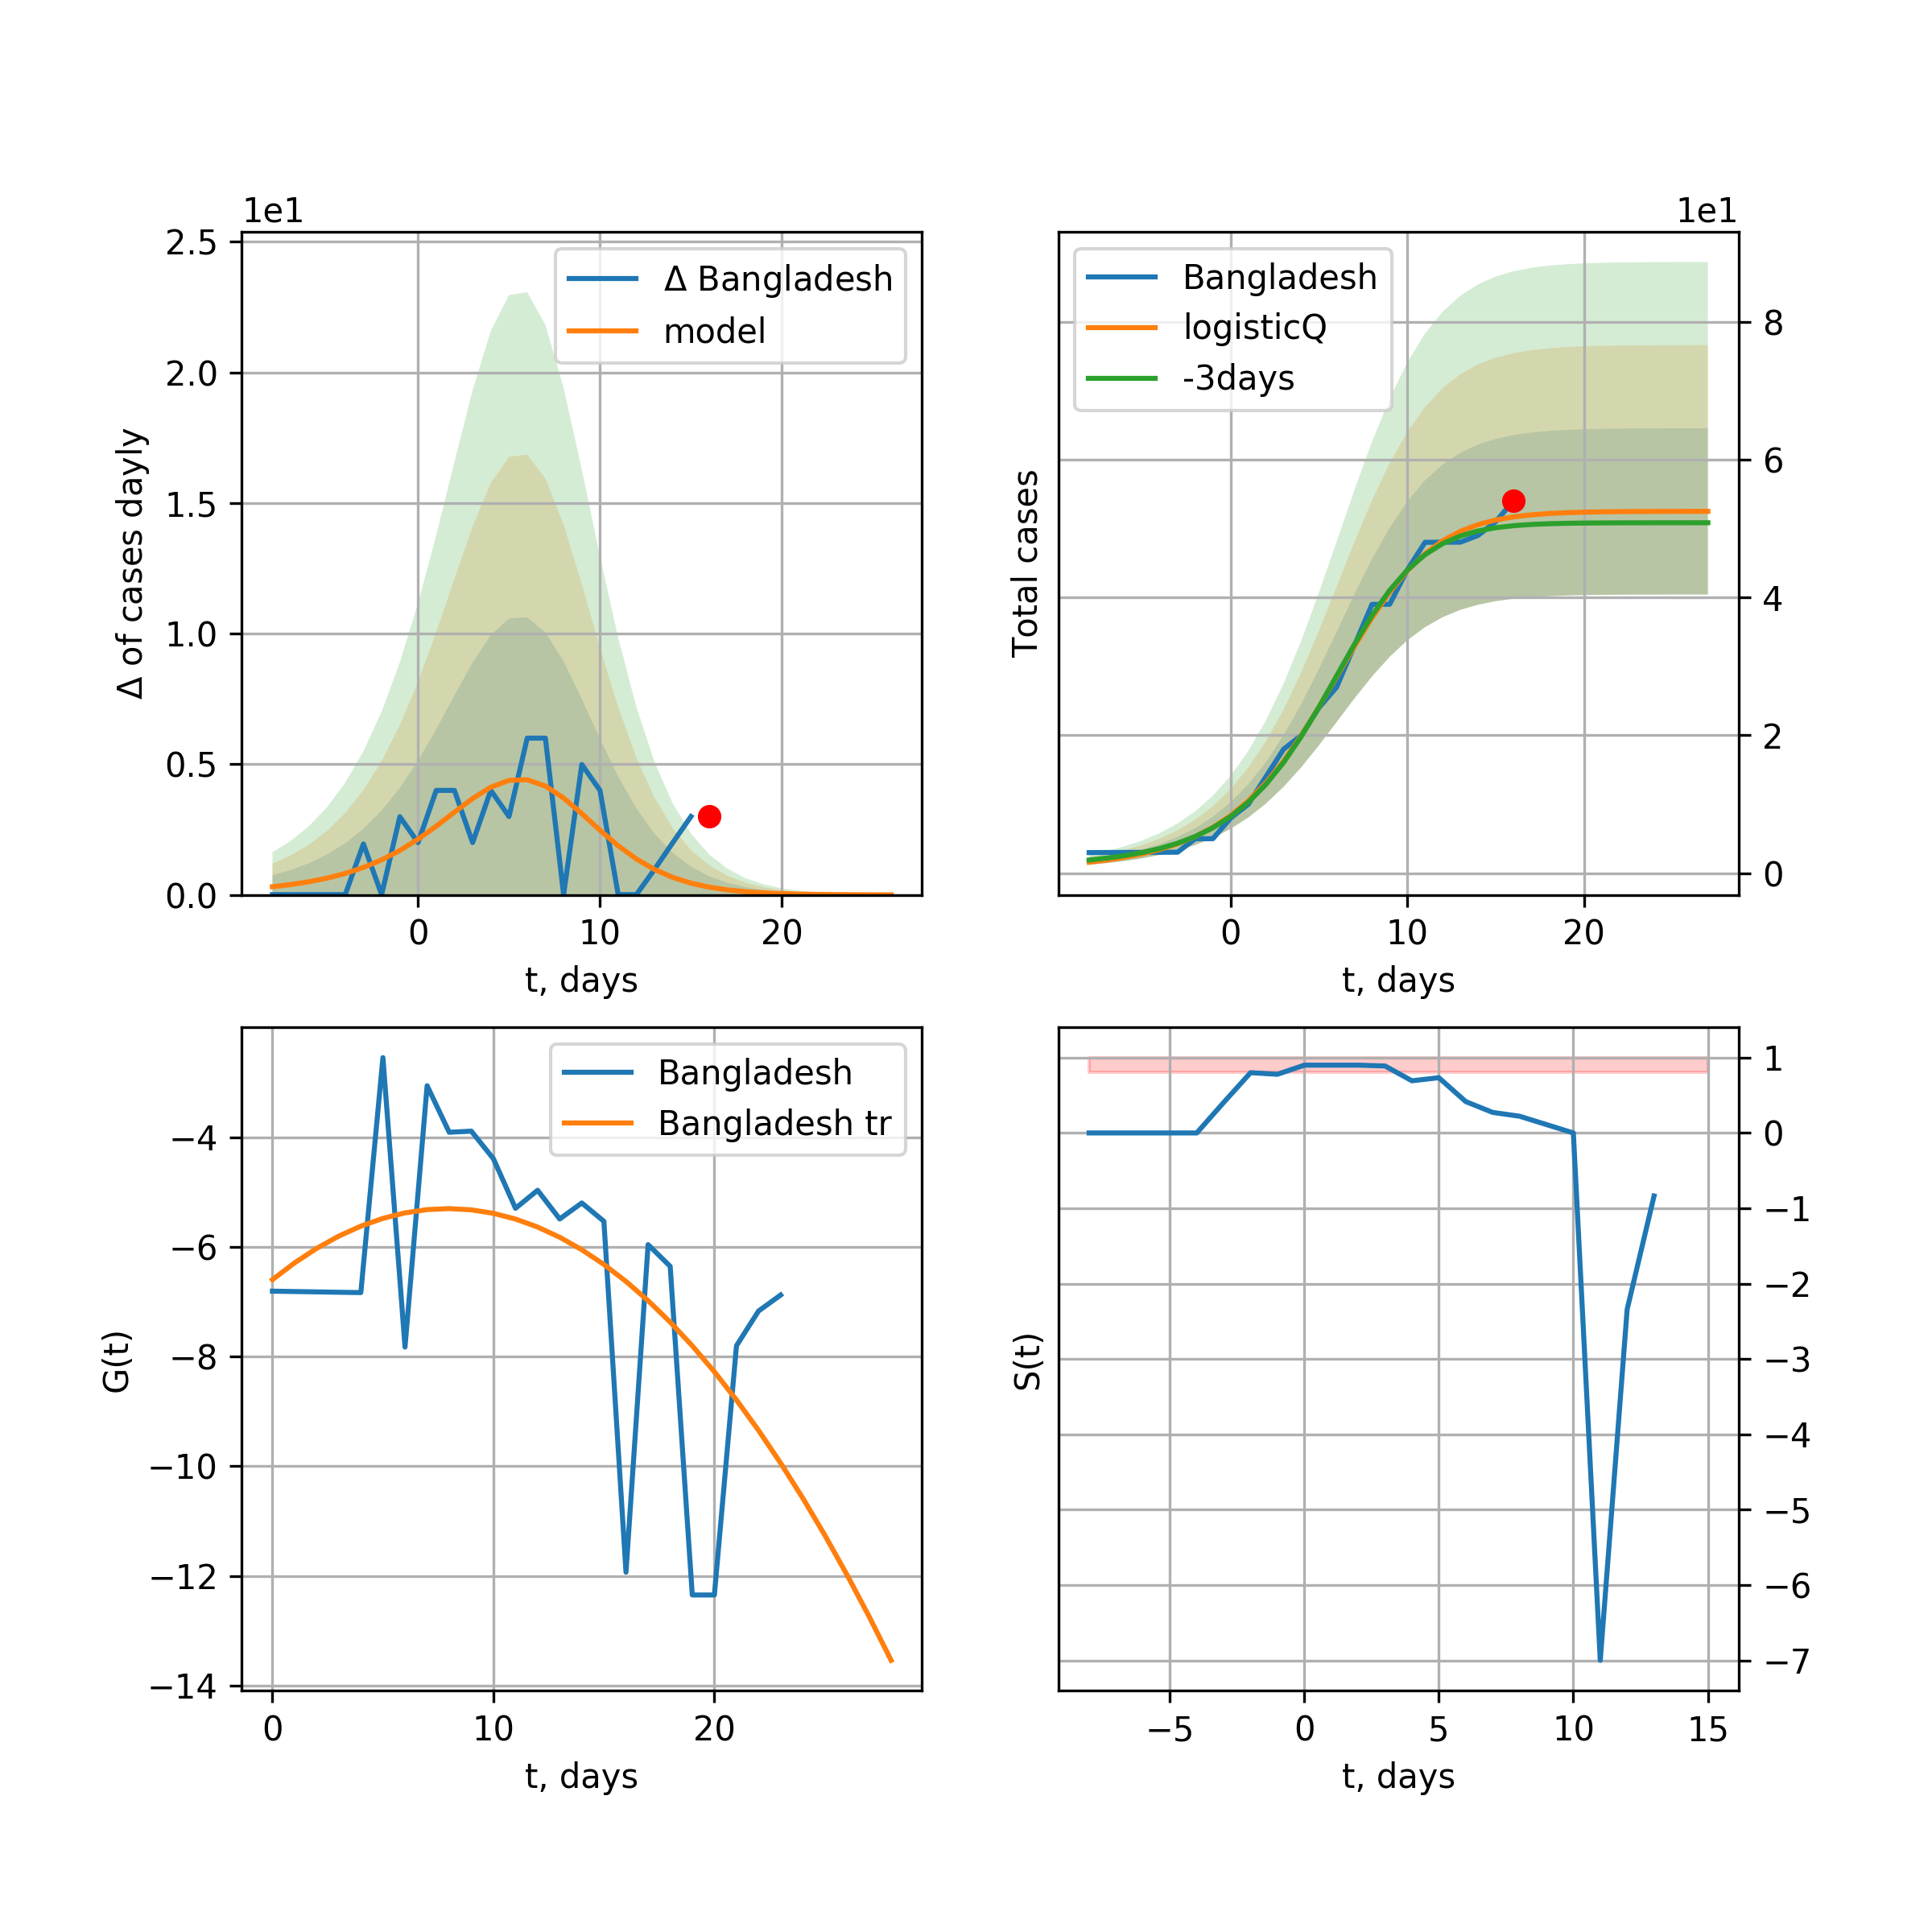 1e1
2.5
2.0
1.5
1.0
0.5
0.0
Δ of cases dayly
Δ Bangladesh
model
0 10 20
t, days
1e1
8
6
4
2
0
Total cases
Bangladesh
logisticQ
-3days
0 10 20
t, days
−4
−6
−8
−10
−12
−14
G(t)
Bangladesh
Bangladesh tr
0 10 20
t, days
1
0
−1
−2
−3
−4
−5
−6
−7
S(t)
−5 0 5 10 15
t, days